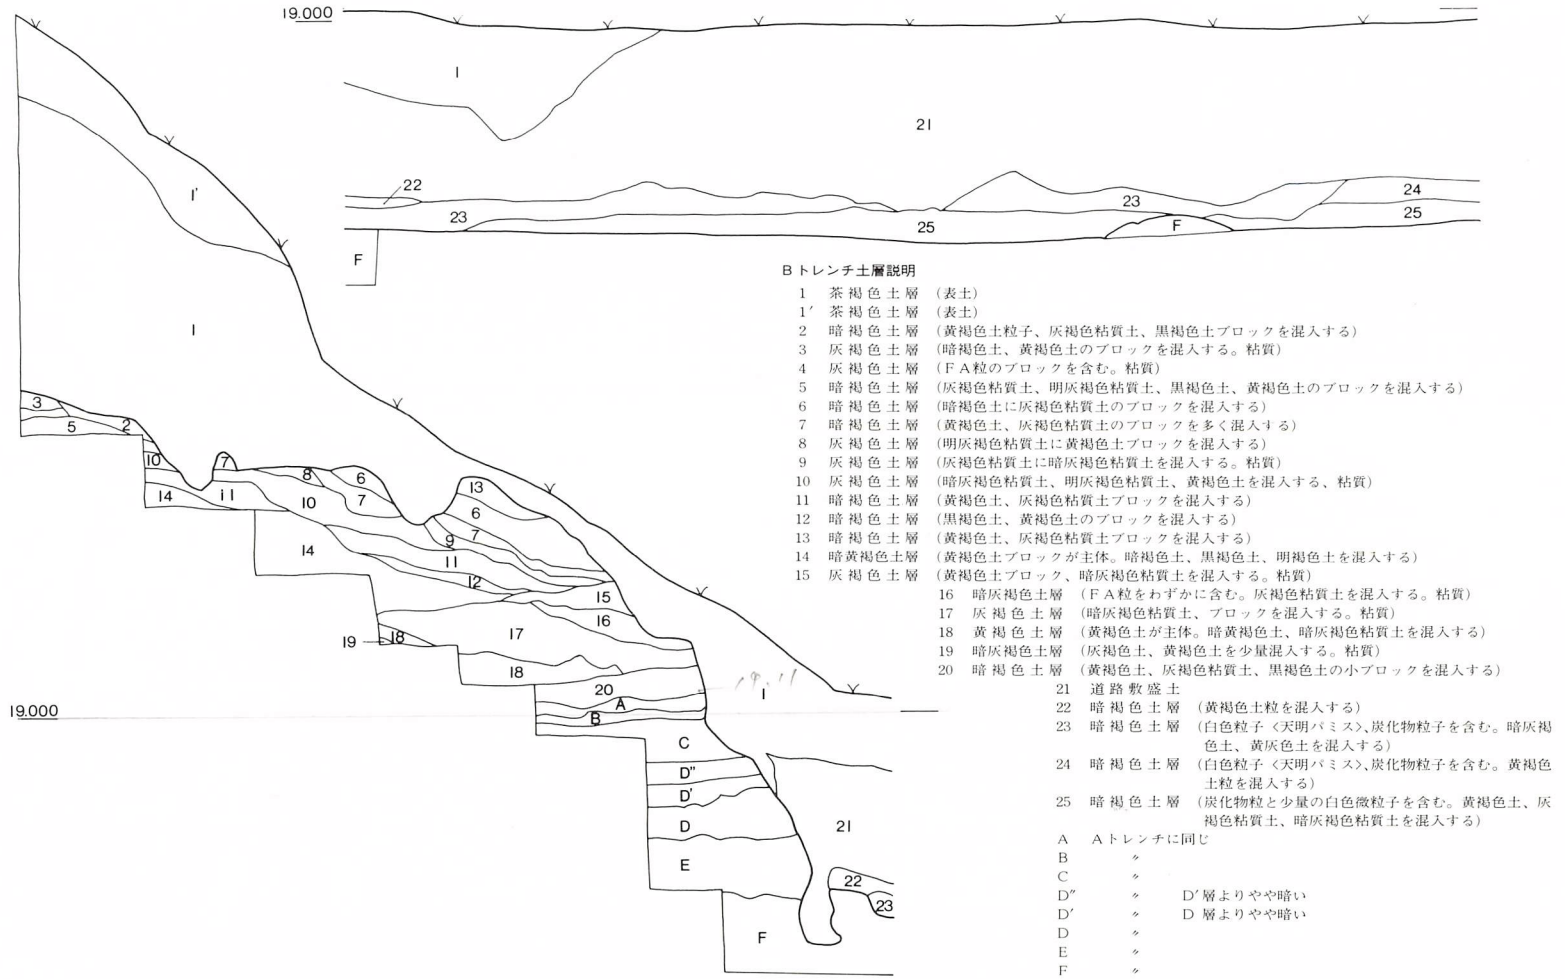 19.000
I
21
22
23
23
24
25
25
F
F
I'
I
3
5
2
10
7
14
11
8
6
10
7
13
6
9
7
14
11
12
15
16
17
19
18
18
20
A
B
19.11
I
19.000
C
D″
D′
D
E
F
21
22
23
Bトレンチ土層説明
1 茶褐色土層 (表土)
1′ 茶褐色土層 (表土)
2 暗褐色土層 (黄褐色土粒子、灰褐色粘質土、黒褐色土ブロックを混入する)
3 灰褐色土層 (暗褐色土、黄褐色土のブロックを混入する。粘質)
4 灰褐色土層 (FA粒のブロックを含む。粘質)
5 暗褐色土層 (灰褐色粘質土、明灰褐色粘質土、黒褐色土、黄褐色土のブロックを混入する)
6 暗褐色土層 (暗褐色土に灰褐色粘質土のブロックを混入する)
7 暗褐色土層 (黄褐色土、灰褐色粘質土のブロックを多く混入する)
8 灰褐色土層 (明灰褐色粘質土に黄褐色土ブロックを混入する)
9 灰褐色土層 (灰褐色粘質土に暗灰褐色粘質土を混入する。粘質)
10 灰褐色土層 (暗灰褐色粘質土、明灰褐色粘質土、黄褐色土を混入する、粘質)
11 暗褐色土層 (黄褐色土、灰褐色粘質土ブロックを混入する)
12 暗褐色土層 (黒褐色土、黄褐色土のブロックを混入する)
13 暗褐色土層 (黄褐色土、灰褐色粘質土ブロックを混入する)
14 暗黄褐色土層 (黄褐色土ブロックが主体。暗褐色土、黒褐色土、明褐色土を混入する)
15 灰褐色土層 (黄褐色土ブロック、暗灰褐色粘質土を混入する。粘質)
16 暗灰褐色土層 (FA粒をわずかに含む。灰褐色粘質土を混入する。粘質)
17 灰褐色土層 (暗灰褐色粘質土、ブロックを混入する。粘質)
18 黄褐色土層 (黄褐色土が主体。暗黄褐色土、暗灰褐色粘質土を混入する)
19 暗灰褐色土層 (灰褐色土、黄褐色土を少量混入する。粘質)
20 暗褐色土層 (黄褐色土、灰褐色粘質土、黒褐色土の小ブロックを混入する)
21 道路敷盛土
22 暗褐色土層 (黄褐色土粒を混入する)
23 暗褐色土層 (白色粒子〈天明パミス〉、炭化物粒子を含む。暗灰褐
色土、黄灰色土を混入する)
24 暗褐色土層 (白色粒子〈天明パミス〉、炭化物粒子を含む。黄褐色
土粒を混入する)
25 暗褐色土層 (炭化物粒と少量の白色微粒子を含む。黄褐色土、灰
褐色粘質土、暗灰褐色粘質土を混入する)
A Aトレンチに同じ
B 〃
C 〃
D″ 〃 D′層よりやや暗い
D′ 〃 D層よりやや暗い
D 〃
E 〃
F 〃